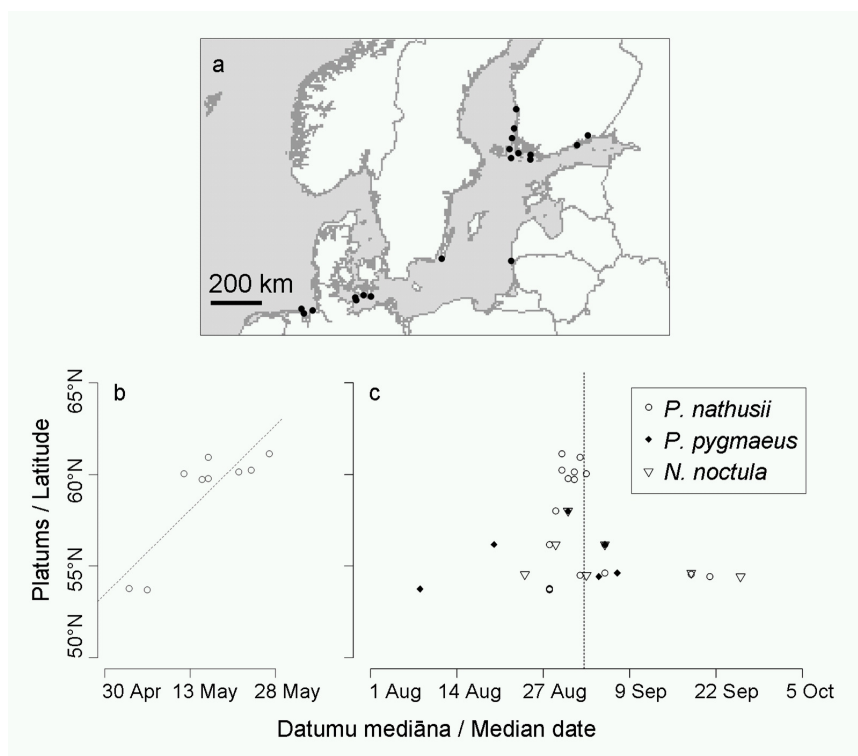 a
200 km
b
c
65°N
60°N
55°N
50°N
Platums / Latitude
P. nathusii
P. pygmaeus
N. noctula
30 Apr 13 May 28 May
1 Aug 14 Aug 27 Aug 9 Sep 22 Sep 5 Oct
Datumu mediāna / Median date